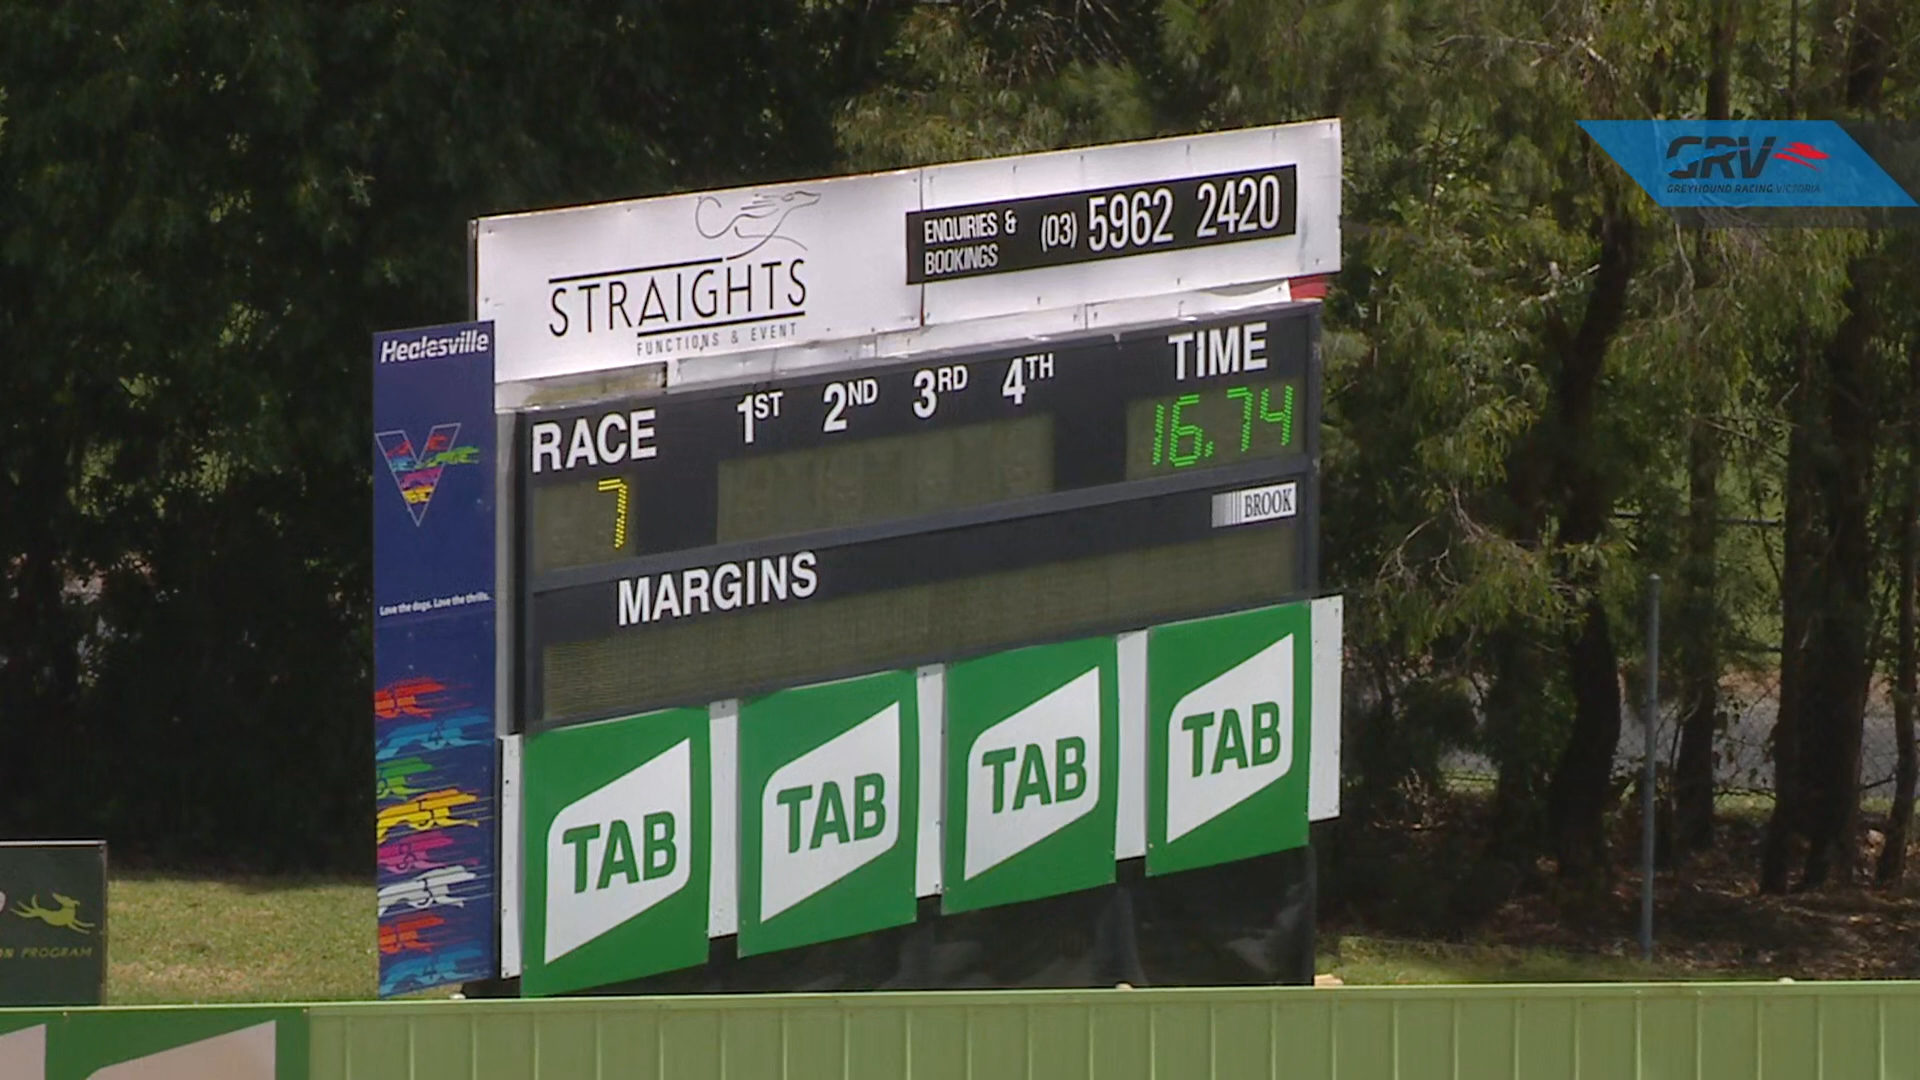 GRV
GREYHOUND RACING VICTORIA
ENQUIRIES &
BOOKINGS
(03) 5962 2420
STRAIGHTS
FUNCTIONS & EVENT
Healesville
Love the dogs. Love the thrills.
RACE 1ST 2ND 3RD 4TH TIME
7 16.74
BROOK
MARGINS
TAB TAB TAB TAB
PROGRAM